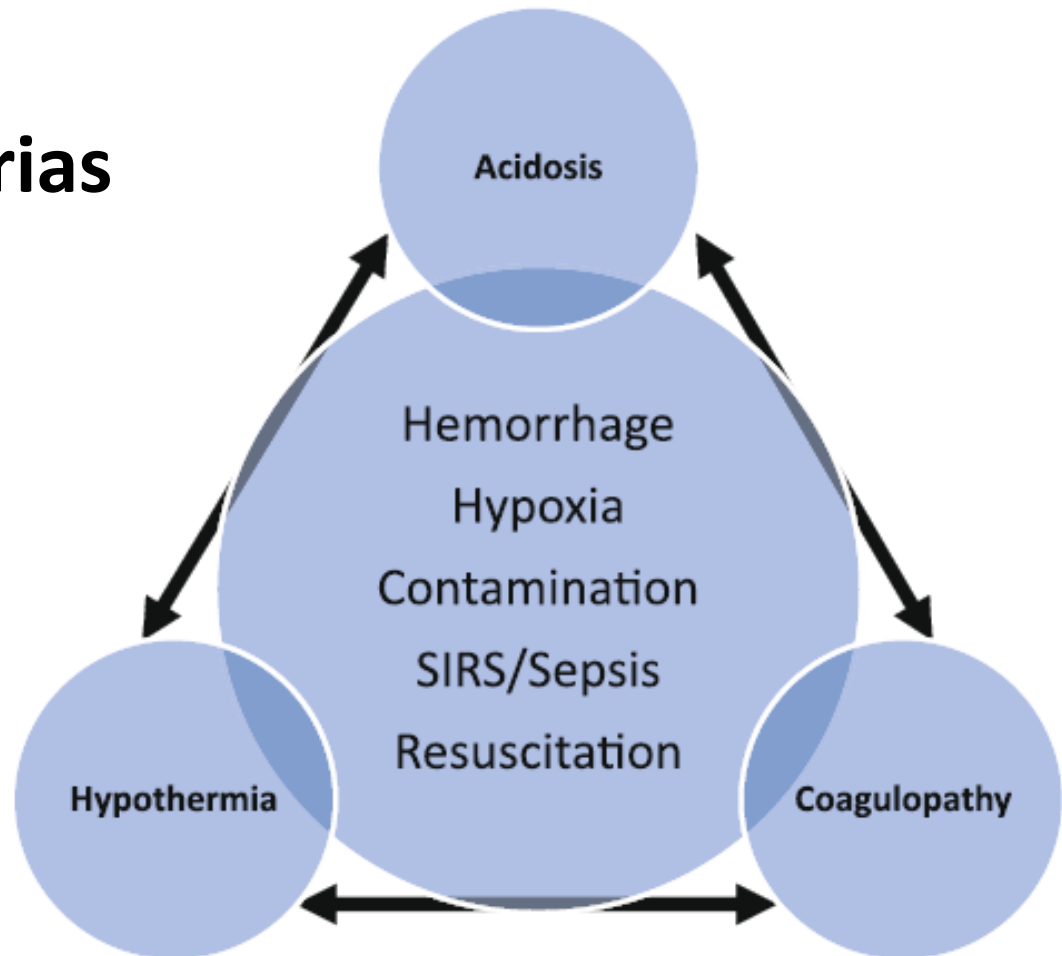 rias
Acidosis
Hemorrhage
Hypoxia
Contamination
SIRS/Sepsis
Resuscitation
Hypothermia
Coagulopathy